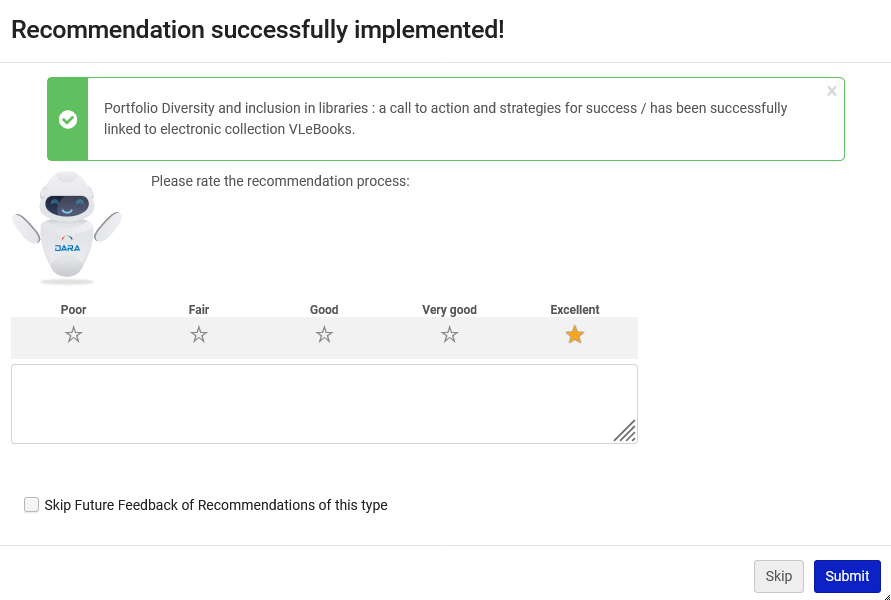 Recommendation successfully implemented!
Portfolio Diversity and inclusion in libraries : a call to action and strategies for success / has been successfully
linked to electronic collection VLeBooks.
×
Please rate the recommendation process:
DARA
Poor Fair Good Very good Excellent
Skip Future Feedback of Recommendations of this type
Skip Submit